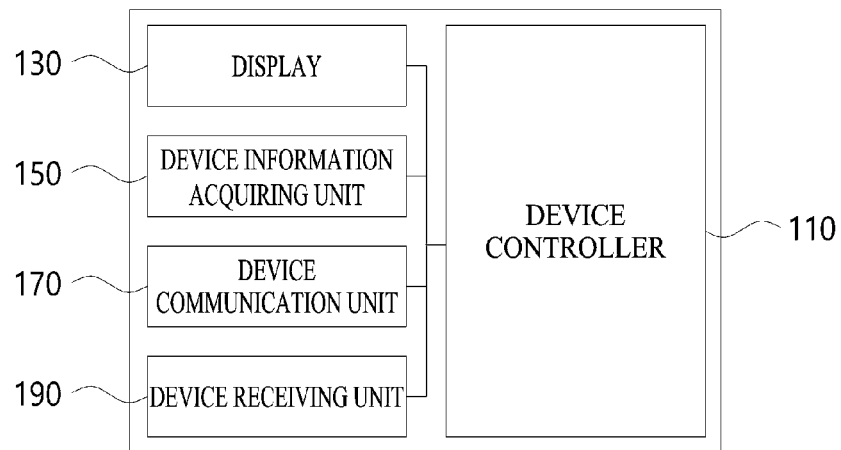 130
DISPLAY
150
DEVICE INFORMATION
ACQUIRING UNIT
170
DEVICE
COMMUNICATION UNIT
190
DEVICE RECEIVING UNIT
DEVICE
CONTROLLER
110